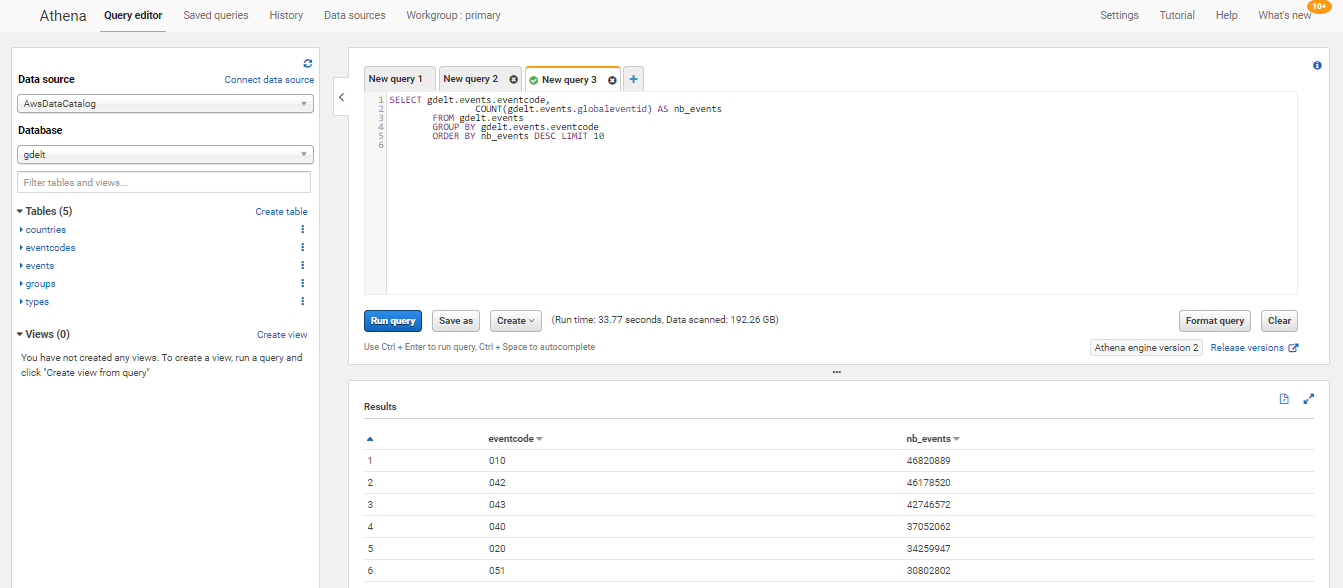 Athena Query editor Saved queries History Data sources Workgroup : primary Settings Tutorial Help What's new 10+
Data source Connect data source
AwsDataCatalog
Database
gdelt
Filter tables and views...
Tables (5) Create table
countries
eventcodes
events
groups
types
Views (0) Create view
You have not created any views. To create a view, run a query and
click "Create view from query"
New query 1 New query 2 New query 3 +
1 SELECT gdelt.events.eventcode,
2 COUNT(gdelt.events.globaleventid) AS nb_events
3 FROM gdelt.events
4 GROUP BY gdelt.events.eventcode
5 ORDER BY nb_events DESC LIMIT 10
6
Run query Save as Create (Run time: 33.77 seconds, Data scanned: 192.26 GB) Format query Clear
Use Ctrl + Enter to run query, Ctrl + Space to autocomplete Athena engine version 2 Release versions
Results
eventcode nb_events
1 010 46820889
2 042 46178520
3 043 42746572
4 040 37052062
5 020 34259947
6 051 30802802